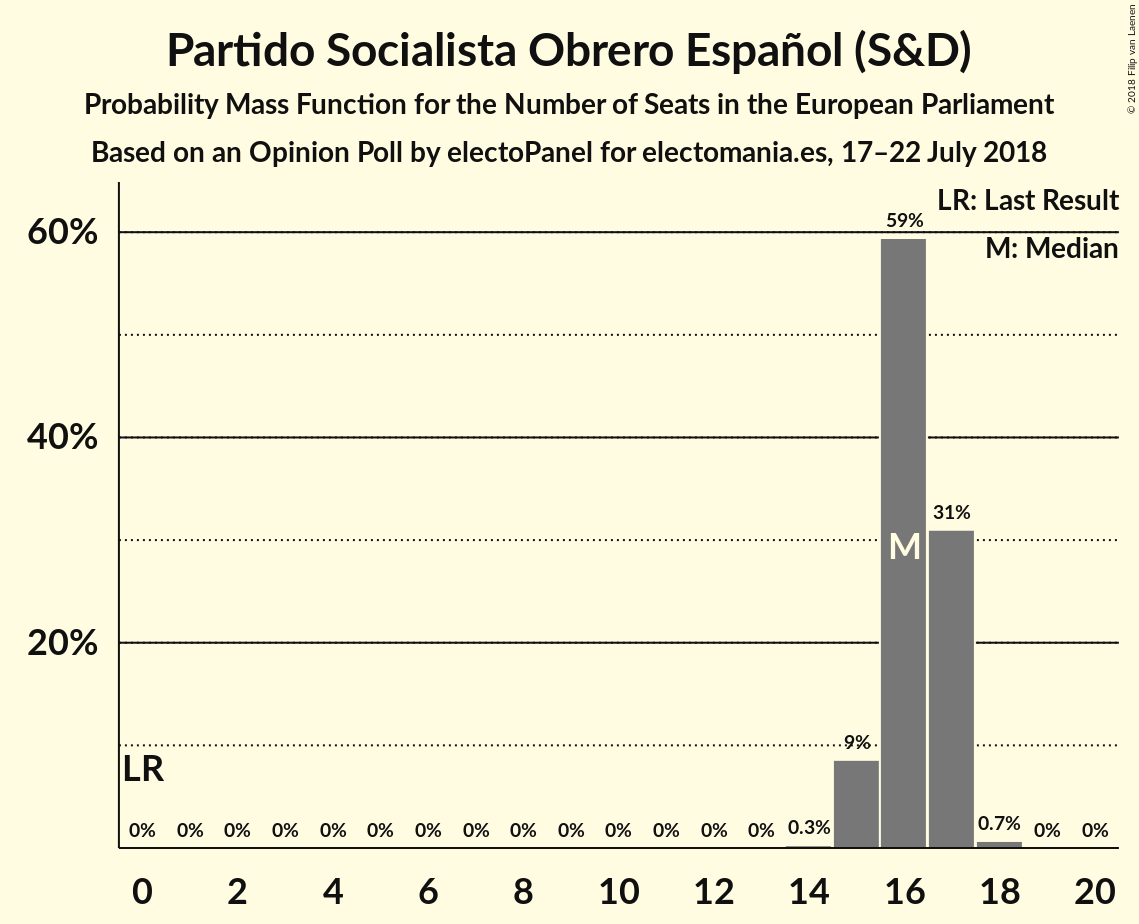 Partido Socialista Obrero Español (S&D)
Probability Mass Function for the Number of Seats in the European Parliament
Based on an Opinion Poll by electoPanel for electomania.es, 17–22 July 2018
© 2018 Filip van Laenen
LR: Last Result
M: Median
60%
40%
20%
59%
31%
M
9%
LR
0% 0% 0% 0% 0% 0% 0% 0% 0% 0% 0% 0% 0% 0% 0.3% 0.7% 0% 0%
0 2 4 6 8 10 12 14 16 18 20